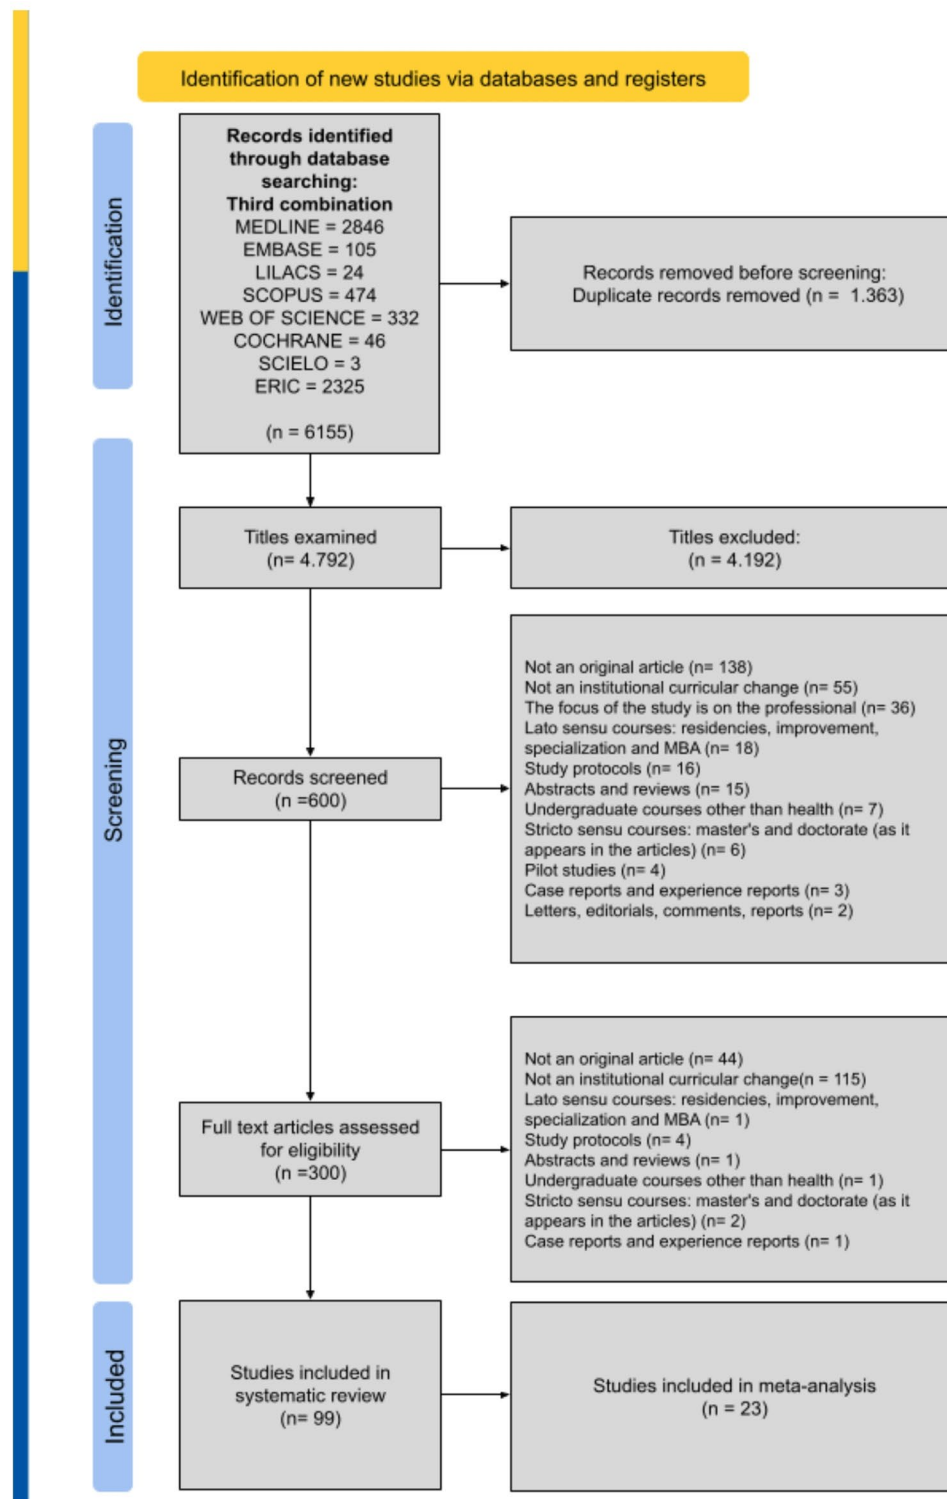 Identification of new studies via databases and registers
Identification
Records identified
through database
searching:
Third combination
MEDLINE = 2846
EMBASE = 105
LILACS = 24
SCOPUS = 474
WEB OF SCIENCE = 332
COCHRANE = 46
SCIELO = 3
ERIC = 2325
(n = 6155)
Records removed before screening:
Duplicate records removed (n = 1.363)
Screening
Titles examined
(n= 4.792)
Titles excluded:
(n = 4.192)
Records screened
(n =600)
Not an original article (n= 138)
Not an institutional curricular change (n= 55)
The focus of the study is on the professional (n= 36)
Lato sensu courses: residencies, improvement,
specialization and MBA (n= 18)
Study protocols (n= 16)
Abstracts and reviews (n= 15)
Undergraduate courses other than health (n= 7)
Stricto sensu courses: master's and doctorate (as it
appears in the articles) (n= 6)
Pilot studies (n= 4)
Case reports and experience reports (n= 3)
Letters, editorials, comments, reports (n= 2)
Full text articles assessed
for eligibility
(n =300)
Not an original article (n= 44)
Not an institutional curricular change(n = 115)
Lato sensu courses: residencies, improvement,
specialization and MBA (n= 1)
Study protocols (n= 4)
Abstracts and reviews (n= 1)
Undergraduate courses other than health (n= 1)
Stricto sensu courses: master's and doctorate (as it
appears in the articles) (n= 2)
Case reports and experience reports (n= 1)
Included
Studies included in
systematic review
(n= 99)
Studies included in meta-analysis
(n = 23)